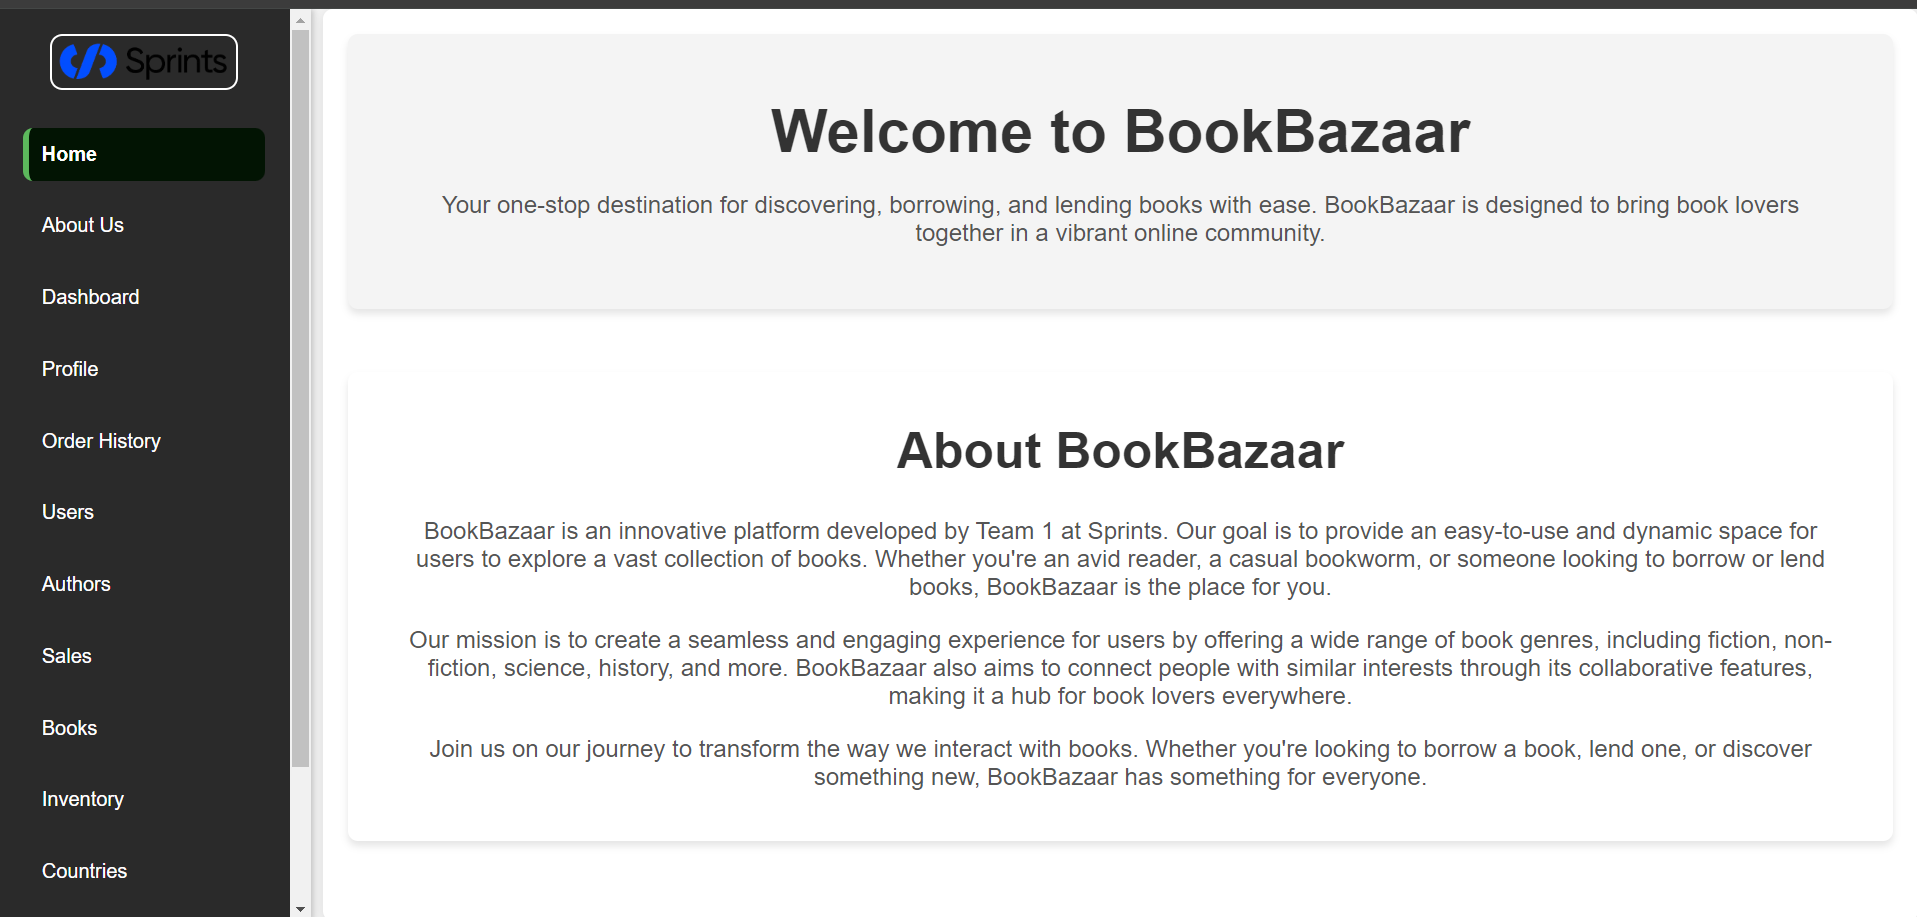 Sprints
Home
About Us
Dashboard
Profile
Order History
Users
Authors
Sales
Books
Inventory
Countries
Welcome to BookBazaar
Your one-stop destination for discovering, borrowing, and lending books with ease. BookBazaar is designed to bring book lovers
together in a vibrant online community.
About BookBazaar
BookBazaar is an innovative platform developed by Team 1 at Sprints. Our goal is to provide an easy-to-use and dynamic space for
users to explore a vast collection of books. Whether you're an avid reader, a casual bookworm, or someone looking to borrow or lend
books, BookBazaar is the place for you.
Our mission is to create a seamless and engaging experience for users by offering a wide range of book genres, including fiction, non-
fiction, science, history, and more. BookBazaar also aims to connect people with similar interests through its collaborative features,
making it a hub for book lovers everywhere.
Join us on our journey to transform the way we interact with books. Whether you're looking to borrow a book, lend one, or discover
something new, BookBazaar has something for everyone.